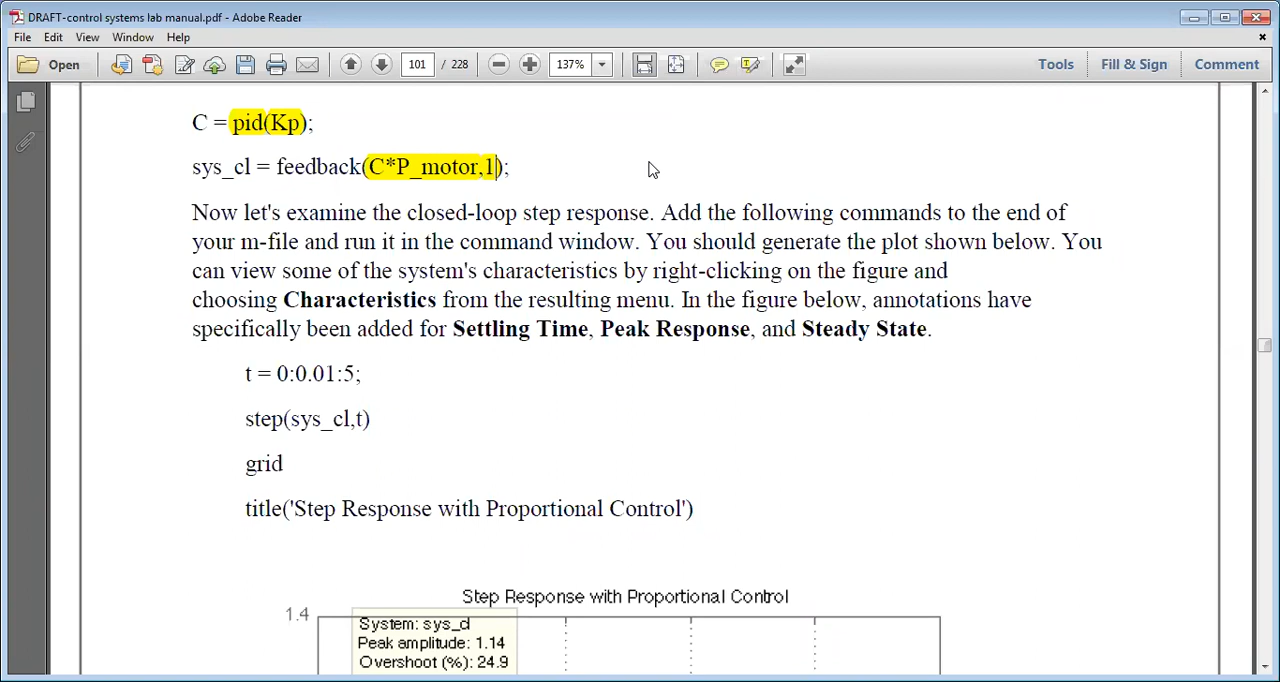 DRAFT-control systems lab manual.pdf - Adobe Reader
File Edit View Window Help
Open 101 / 228 137% Tools Fill & Sign Comment
C = pid(Kp);
sys_cl = feedback(C*P_motor,1);
Now let's examine the closed-loop step response. Add the following commands to the end of
your m-file and run it in the command window. You should generate the plot shown below. You
can view some of the system's characteristics by right-clicking on the figure and
choosing Characteristics from the resulting menu. In the figure below, annotations have
specifically been added for Settling Time, Peak Response, and Steady State.
t = 0:0.01:5;
step(sys_cl,t)
grid
title('Step Response with Proportional Control')
Step Response with Proportional Control
1.4
System: sys_cl
Peak amplitude: 1.14
Overshoot (%): 24.9